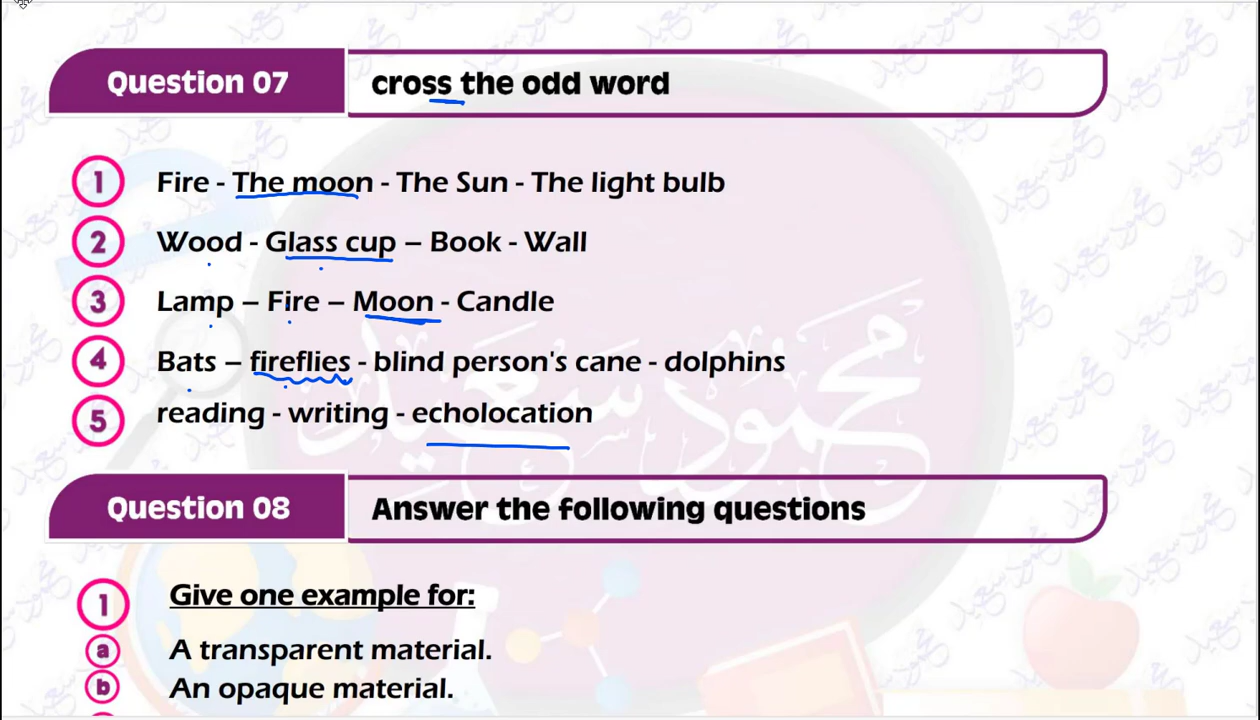 Question 07
cross the odd word
1 Fire - The moon - The Sun - The light bulb
2 Wood - Glass cup – Book - Wall
3 Lamp – Fire – Moon - Candle
4 Bats – fireflies - blind person's cane - dolphins
5 reading - writing - echolocation
محمود سعيد
Question 08
Answer the following questions
1 Give one example for:
a A transparent material.
b An opaque material.